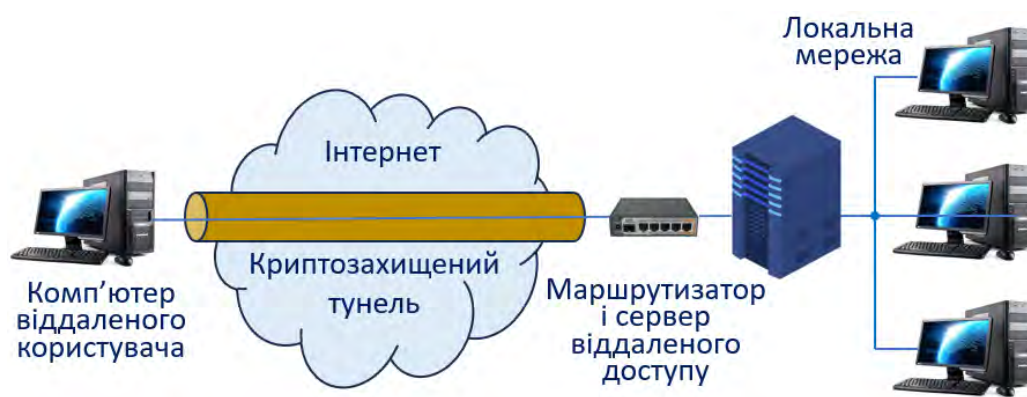 Локальна
мережа
Інтернет
Криптозахищений
тунель
Комп’ютер
віддаленого
користувача
Маршрутизатор
і сервер
віддаленого
доступу